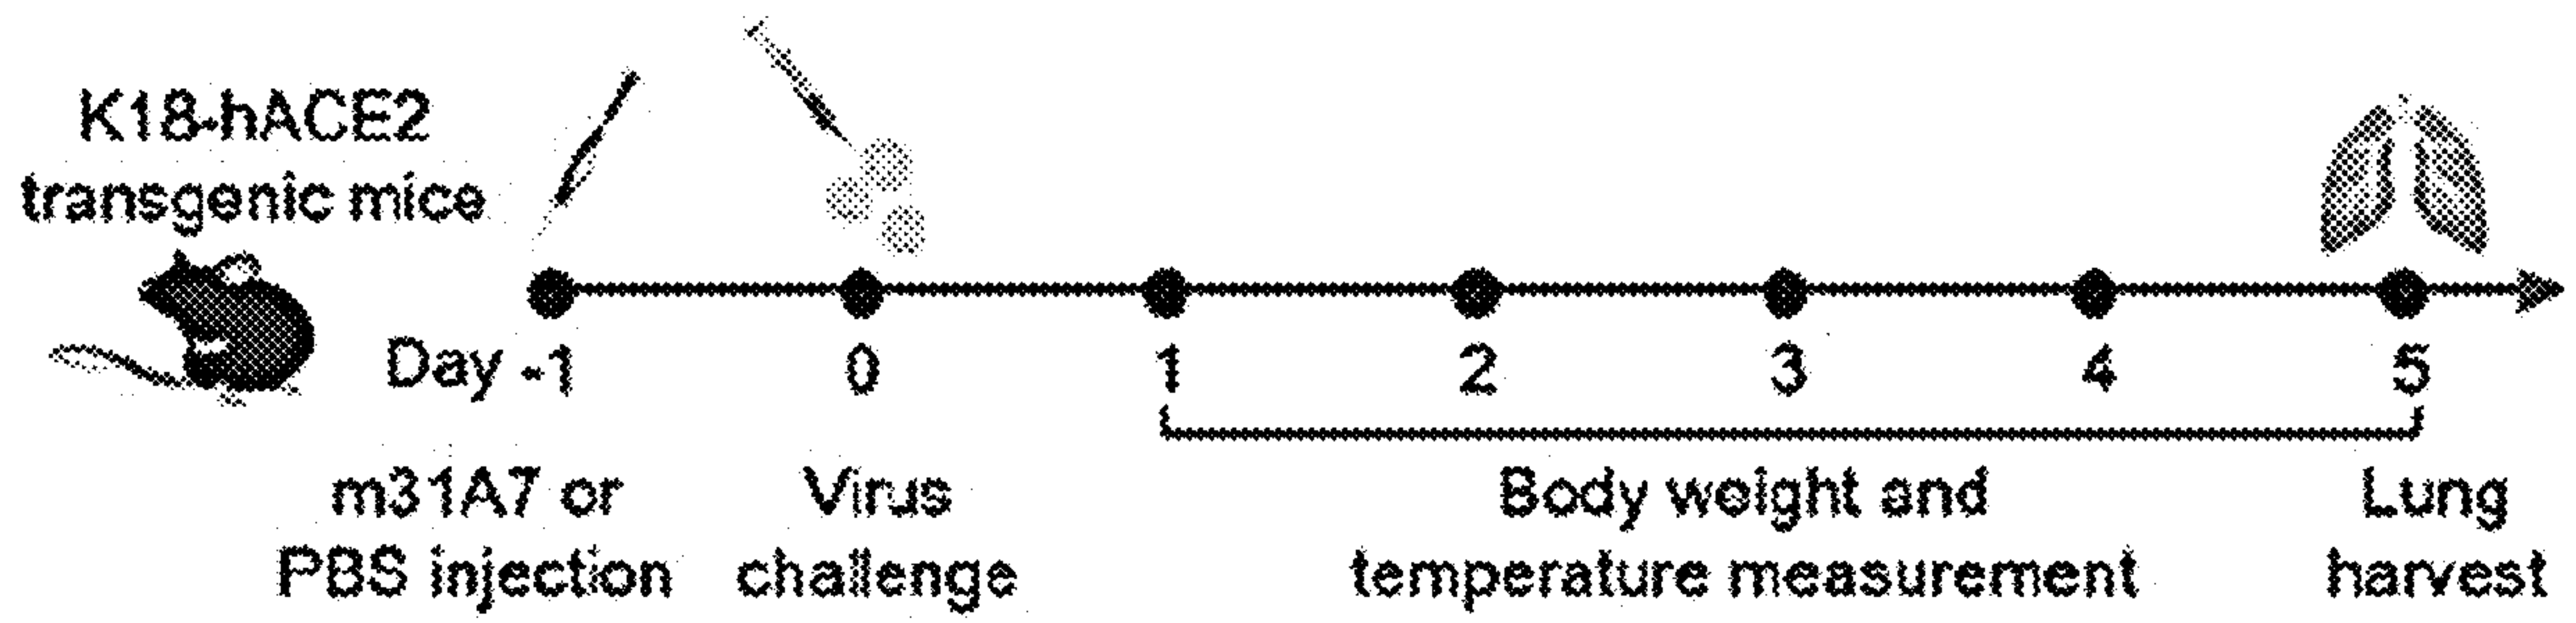 K18-hACE2
transgenic mice
Day -1 0 1 2 3 4 5
m31A7 or
PBS injection
Virus
challenge
Body weight and
temperature measurement
Lung
harvest